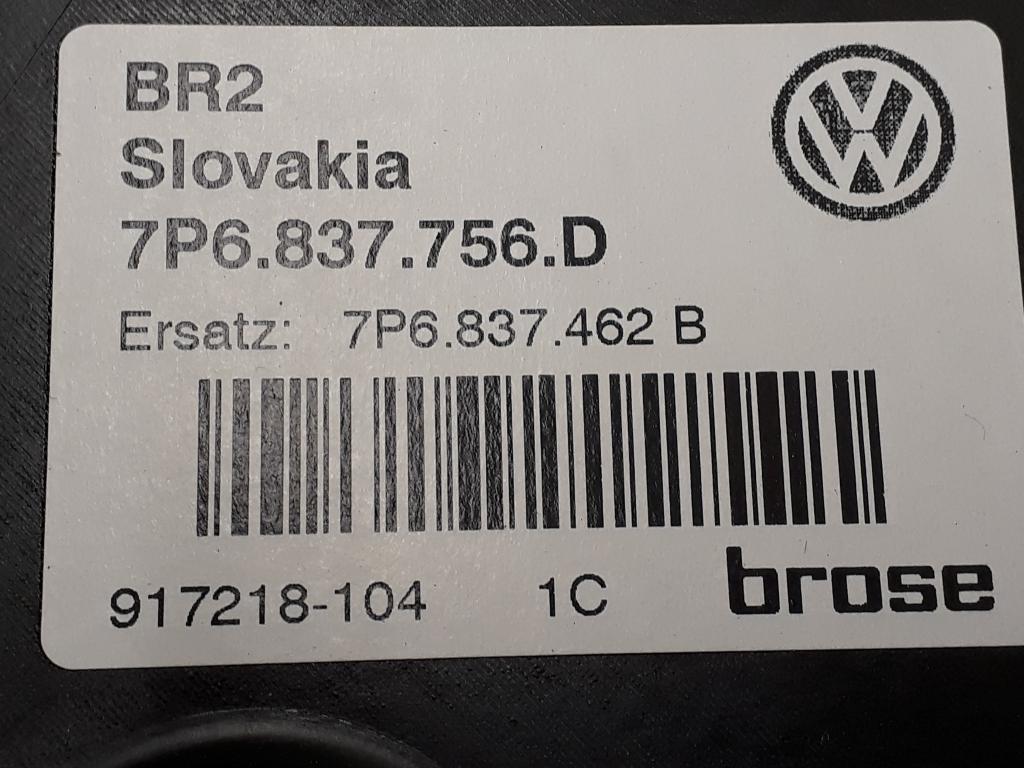 BR2
Slovakia
7P6.837.756.D
Ersatz: 7P6.837.462 B
917218-104 1C brose